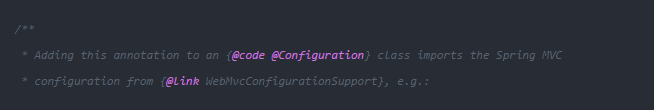 /**
* Adding this annotation to an {@code @Configuration} class imports the Spring MVC
* configuration from {@link WebMvcConfigurationSupport}, e.g.: